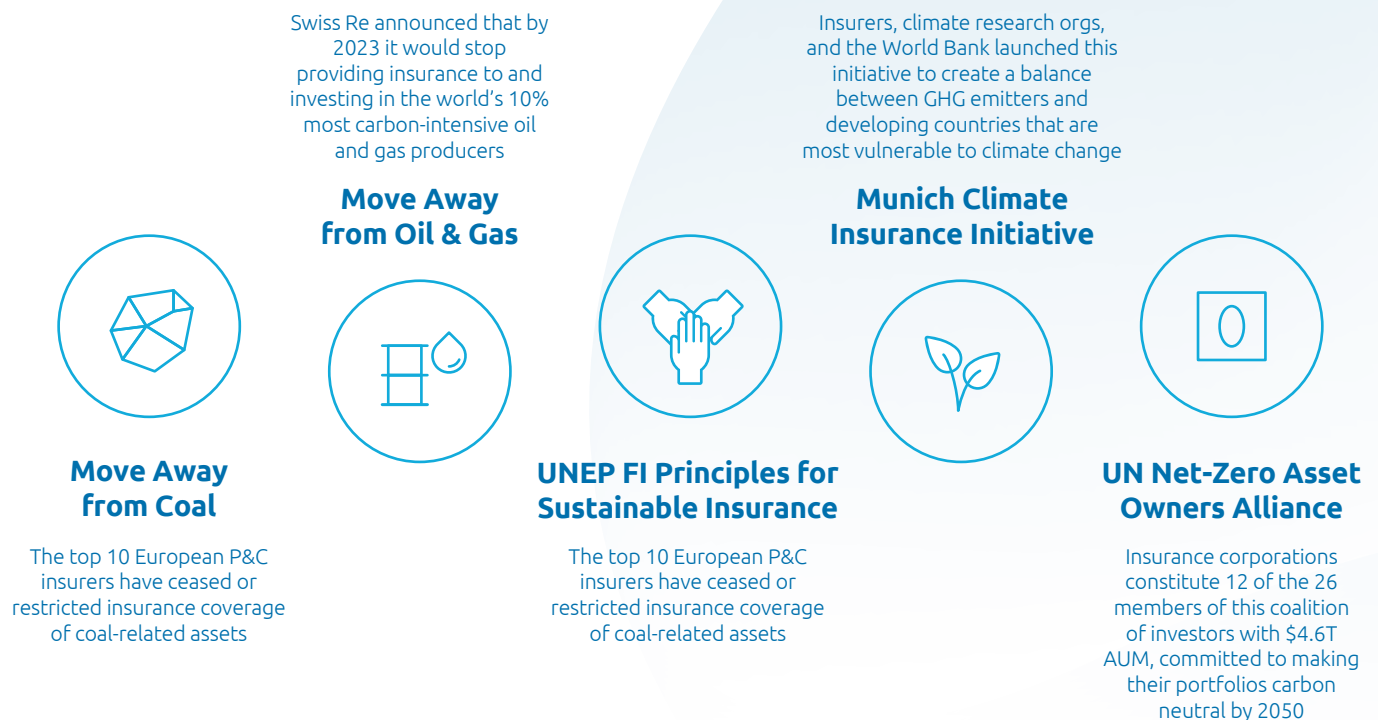 Swiss Re announced that by
2023 it would stop
providing insurance to and
investing in the world's 10%
most carbon-intensive oil
and gas producers
Insurers, climate research orgs,
and the World Bank launched this
initiative to create a balance
between GHG emitters and
developing countries that are
most vulnerable to climate change
Move Away
from Oil & Gas
Munich Climate
Insurance Initiative
Move Away
from Coal
The top 10 European P&C
insurers have ceased or
restricted insurance coverage
of coal-related assets
UNEP FI Principles for
Sustainable Insurance
The top 10 European P&C
insurers have ceased or
restricted insurance coverage
of coal-related assets
UN Net-Zero Asset
Owners Alliance
Insurance corporations
constitute 12 of the 26
members of this coalition
of investors with $4.6T
AUM, committed to making
their portfolios carbon
neutral by 2050